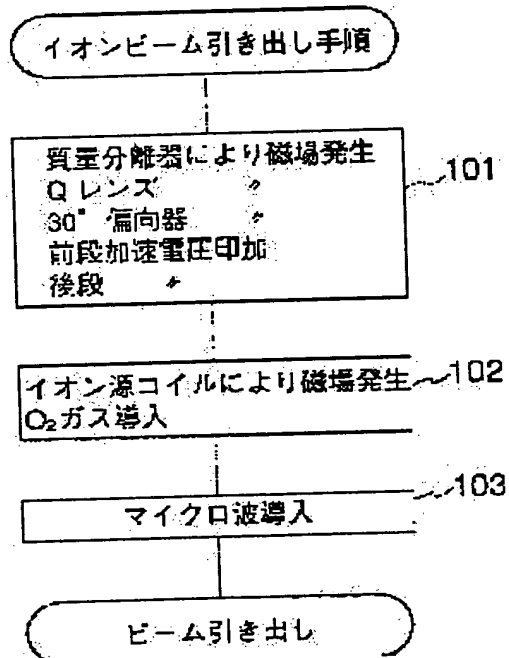 イオンビーム引き出し手順
質量分離器により磁場発生
Qレンズ 〃
30°偏向器 〃
前段加速電圧印加
後段 〃
101
イオン源コイルにより磁場発生
O₂ガス導入
102
マイクロ波導入
103
ビーム引き出し